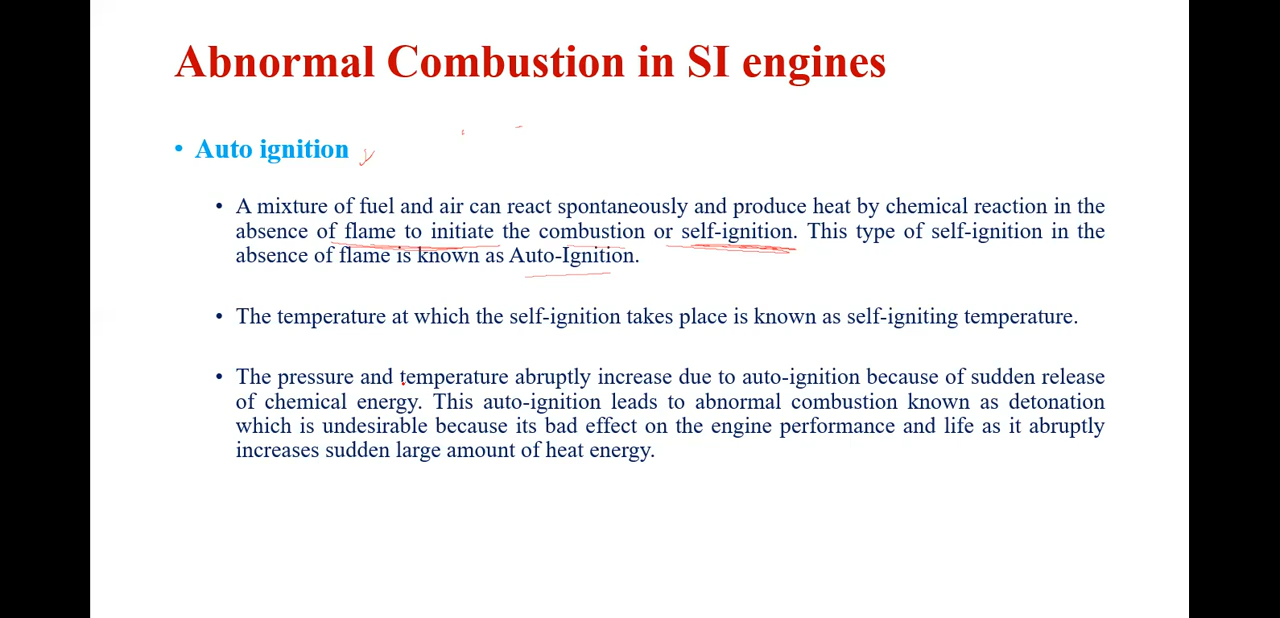 Abnormal Combustion in SI engines
• Auto ignition
• A mixture of fuel and air can react spontaneously and produce heat by chemical reaction in the
absence of flame to initiate the combustion or self-ignition. This type of self-ignition in the
absence of flame is known as Auto-Ignition.
• The temperature at which the self-ignition takes place is known as self-igniting temperature.
• The pressure and temperature abruptly increase due to auto-ignition because of sudden release
of chemical energy. This auto-ignition leads to abnormal combustion known as detonation
which is undesirable because its bad effect on the engine performance and life as it abruptly
increases sudden large amount of heat energy.